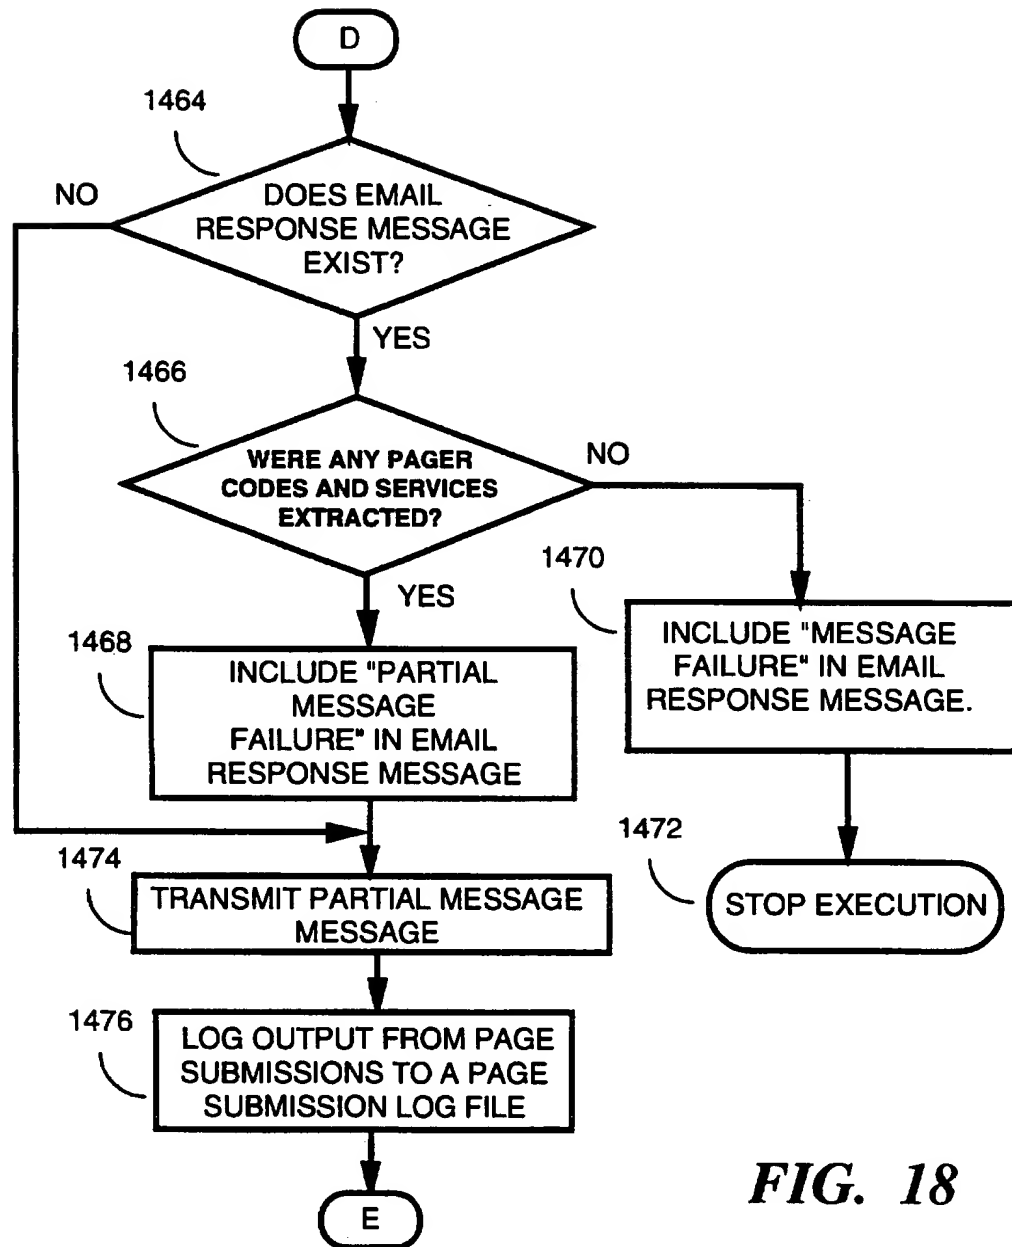 D
1464
NO
DOES EMAIL
RESPONSE MESSAGE
EXIST?
YES
1466
NO
WERE ANY PAGER
CODES AND SERVICES
EXTRACTED?
1470
YES
1468
INCLUDE "PARTIAL
MESSAGE
FAILURE" IN EMAIL
RESPONSE MESSAGE
INCLUDE "MESSAGE
FAILURE" IN EMAIL
RESPONSE MESSAGE.
1472
STOP EXECUTION
1474
TRANSMIT PARTIAL MESSAGE
MESSAGE
1476
LOG OUTPUT FROM PAGE
SUBMISSIONS TO A PAGE
SUBMISSION LOG FILE
E
FIG. 18